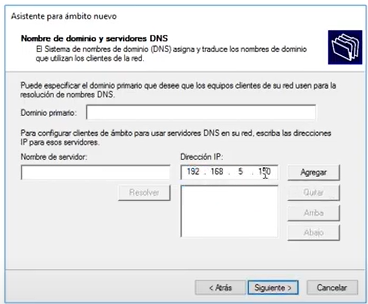 Asistente para ámbito nuevo
Nombre de dominio y servidores DNS
El Sistema de nombres de dominio (DNS) asigna y traduce los nombres de dominio
que utilizan los clientes de la red.
Puede especificar el dominio primario que desee que los equipos clientes de su red usen para la
resolución de nombres DNS.
Dominio primario:
Para configurar clientes de ámbito para usar servidores DNS en su red, escriba las direcciones
IP para esos servidores.
Nombre de servidor:
Dirección IP:
192 . 168 . 5 . 150
Agregar
Resolver
Quitar
Arriba
Abajo
< Atrás
Siguiente >
Cancelar